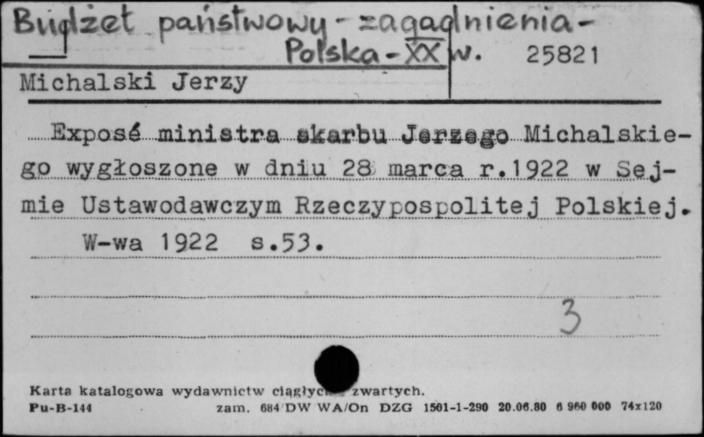 Budżet państwowy - zagadnienia -
Polska - XX w. 25821
Michalski Jerzy
Exposé ministra skarbu Jerzego Michalskie-
go wygłoszone w dniu 28 marca r.1922 w Sej-
mie Ustawodawczym Rzeczypospolitej Polskiej.
W-wa 1922 s.53.
3
Karta katalogowa wydawnictw ciągłyc zwartych.
Pu-B-144 zam. 684/DW WA/On DZG 1501-1-290 20.06.80 6 960 000 74x120